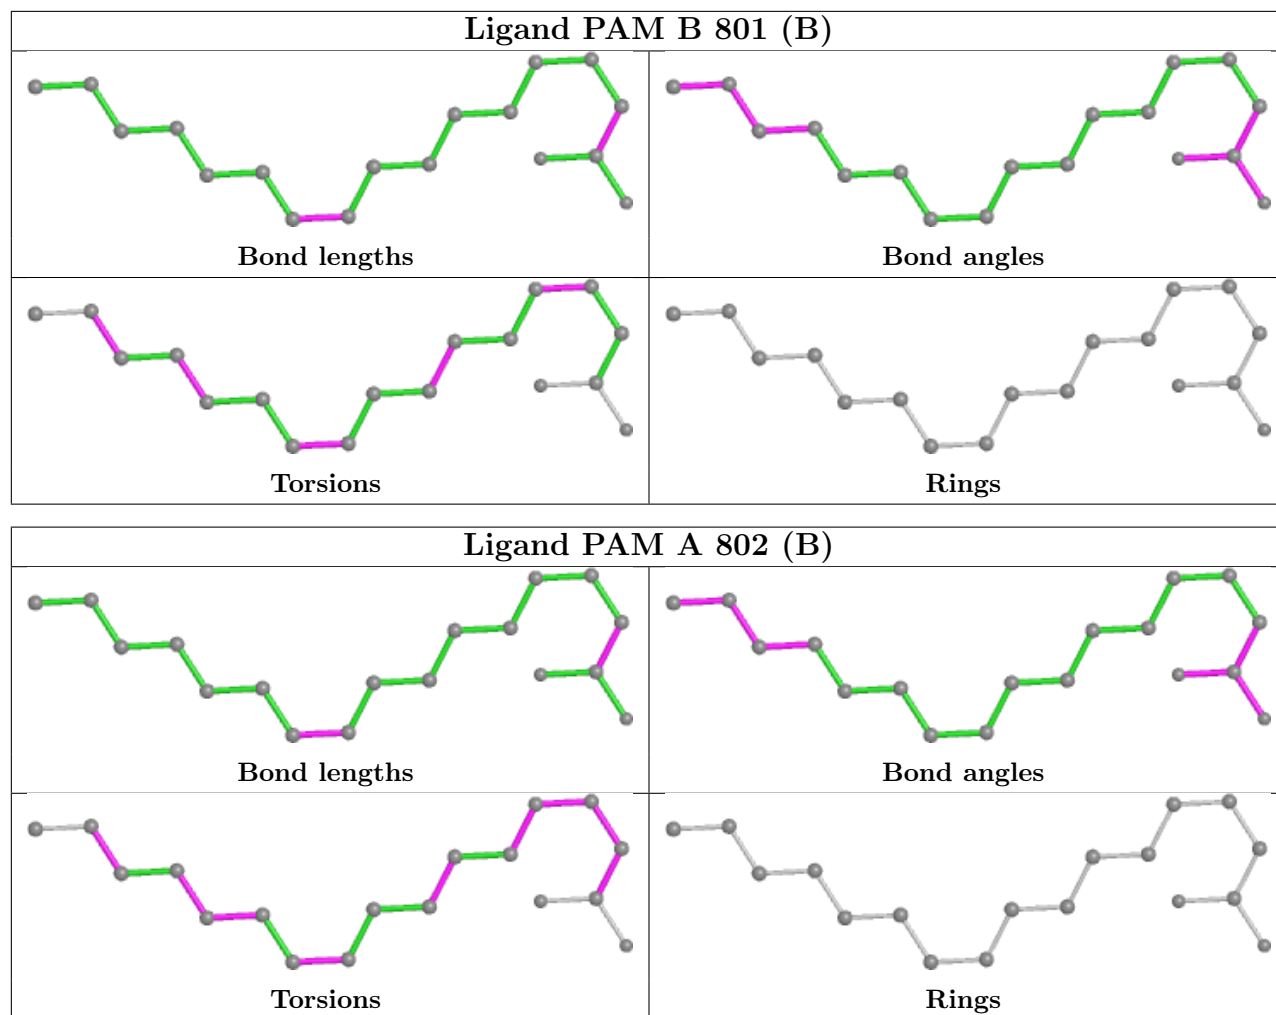 Ligand PAM B 801 (B)
Bond lengths
Bond angles
Torsions
Rings
Ligand PAM A 802 (B)
Bond lengths
Bond angles
Torsions
Rings